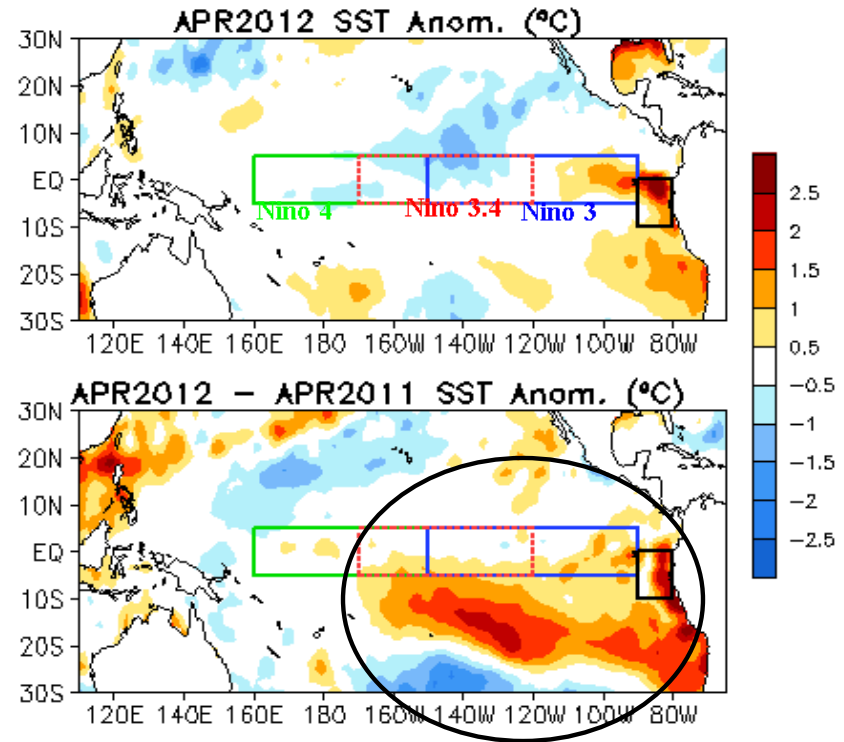 APR2012 SST Anom. (°C)
30N
20N
10N
EQ
10S
20S
30S
Nino 4
Nino 3.4
Nino 3
120E 140E 160E 180 160W 140W 120W 100W 80W
2.5
2
1.5
1
0.5
−0.5
−1
−1.5
−2
−2.5
APR2012 − APR2011 SST Anom. (°C)
30N
20N
10N
EQ
10S
20S
30S
120E 140E 160E 180 160W 140W 120W 100W 80W